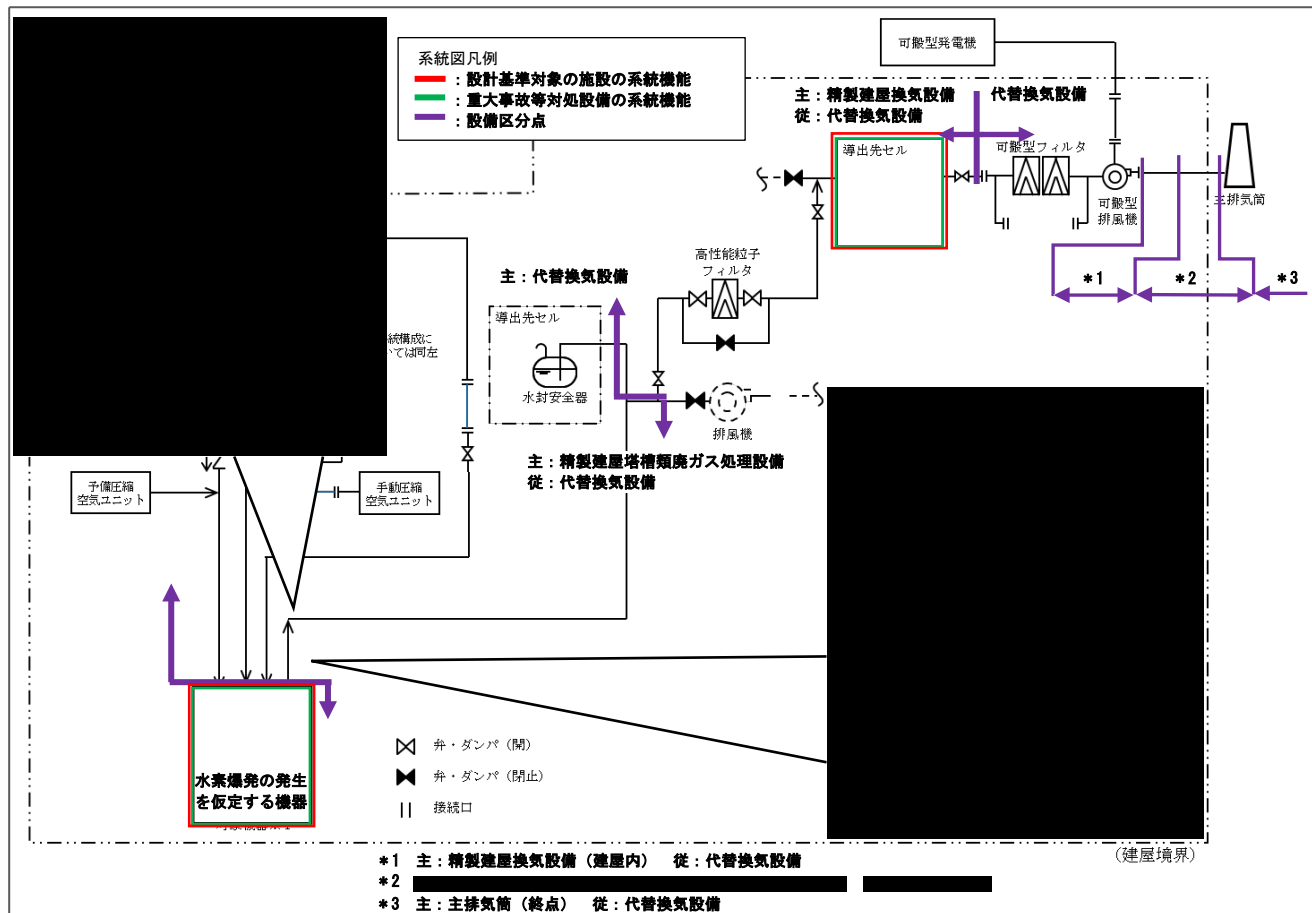 可搬型発電機
系統図凡例
：設計基準対象の施設の系統機能
：重大事故等対処設備の系統機能
：設備区分点
主：精製建屋換気設備
従：代替換気設備
代替換気設備
導出先セル
可搬型フィルタ
可搬型
排風機
主排気筒
高性能粒子
フィルタ
＊1
＊2
＊3
主：代替換気設備
導出先セル
水封安全器
統構成に
いては同左
排風機
主：精製建屋塔槽類廃ガス処理設備
従：代替換気設備
予備圧縮
空気ユニット
手動圧縮
空気ユニット
水素爆発の発生
を仮定する機器
弁・ダンパ（開）
弁・ダンパ（閉止）
接続口
（建屋境界）
＊1　主：精製建屋換気設備（建屋内）　従：代替換気設備
＊2
＊3　主：主排気筒（終点）　従：代替換気設備